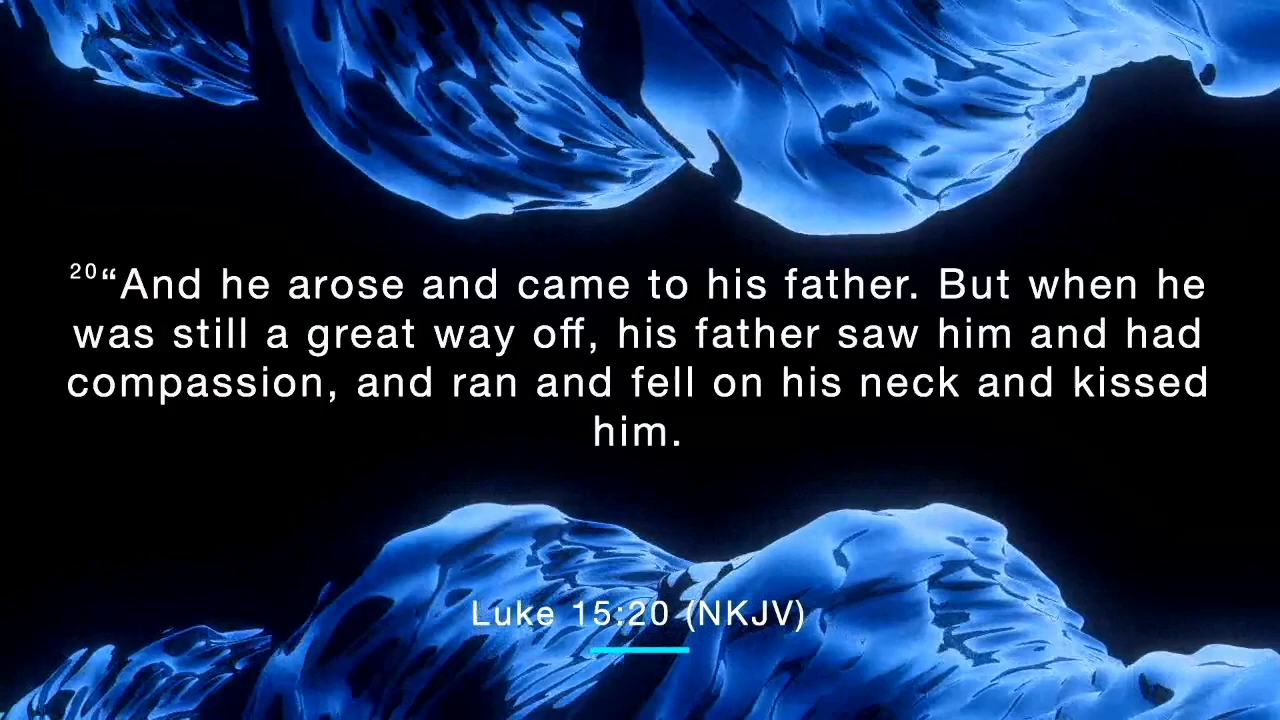 20“And he arose and came to his father. But when he
was still a great way off, his father saw him and had
compassion, and ran and fell on his neck and kissed
him.
Luke 15:20 (NKJV)